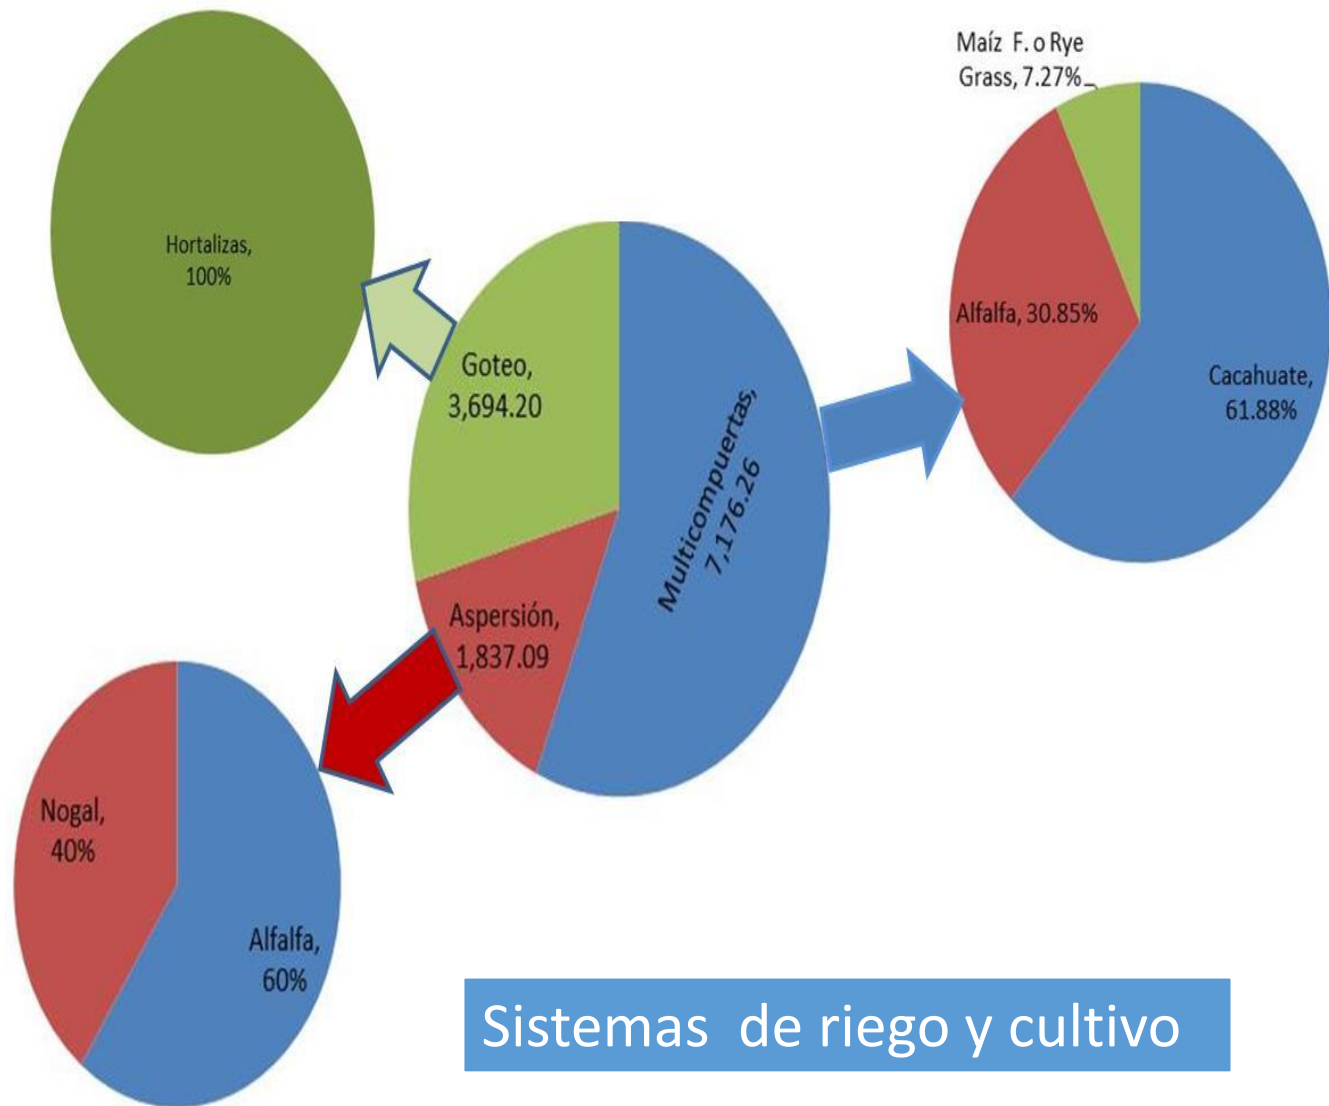 Maíz F. o Rye
Grass, 7.27%
Hortalizas,
100%
Alfalfa, 30.85%
Cacahuate,
61.88%
Goteo,
3,694.20
Multicompuertas,
7,176.26
Aspersión,
1,837.09
Nogal,
40%
Alfalfa,
60%
Sistemas de riego y cultivo